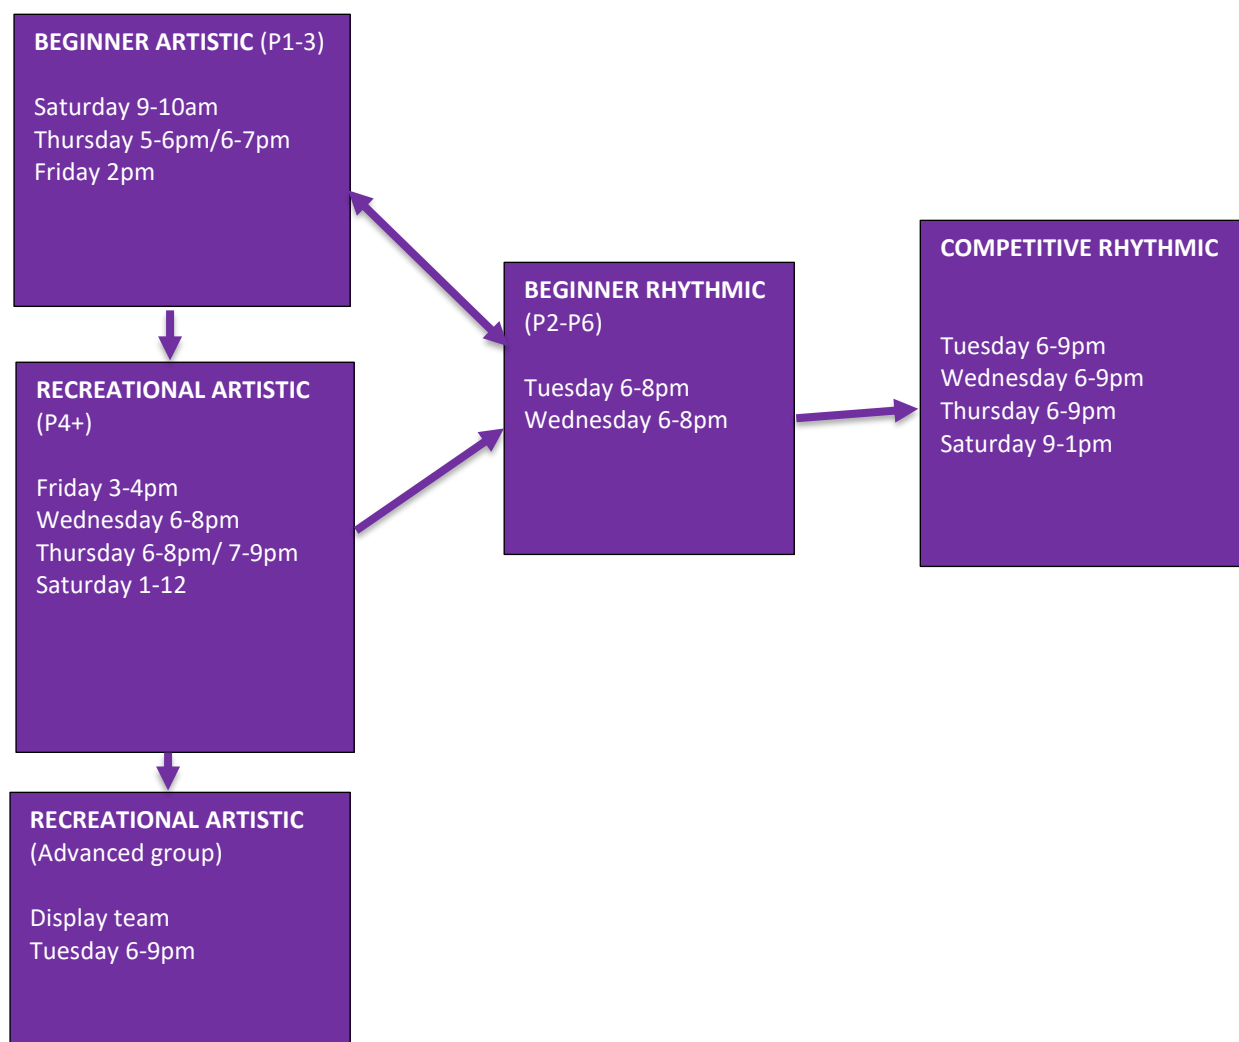 BEGINNER ARTISTIC (P1-3)
Saturday 9-10am
Thursday 5-6pm/6-7pm
Friday 2pm
RECREATIONAL ARTISTIC
(P4+)
Friday 3-4pm
Wednesday 6-8pm
Thursday 6-8pm/ 7-9pm
Saturday 1-12
RECREATIONAL ARTISTIC
(Advanced group)
Display team
Tuesday 6-9pm
BEGINNER RHYTHMIC
(P2-P6)
Tuesday 6-8pm
Wednesday 6-8pm
COMPETITIVE RHYTHMIC
Tuesday 6-9pm
Wednesday 6-9pm
Thursday 6-9pm
Saturday 9-1pm